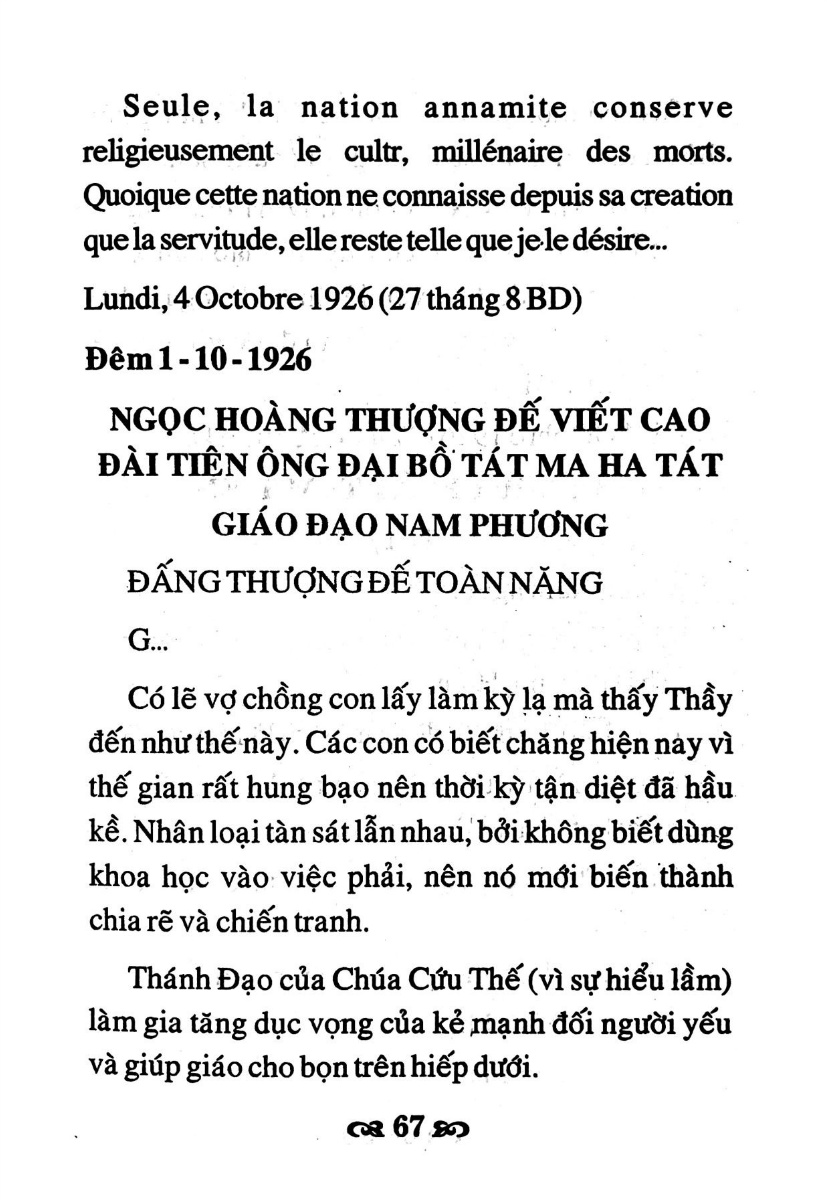 Seule, la nation annamite conserve
religieusement le cultr, millénaire des morts.
Quoique cette nation ne connaisse depuis sa creation
que la servitude, elle reste telle que je le désire...
Lundi, 4 Octobre 1926 (27 tháng 8 BD)
Đêm 1 - 10 - 1926
NGỌC HOÀNG THƯỢNG ĐẾ VIẾT CAO
ĐÀI TIÊN ÔNG ĐẠI BỒ TÁT MA HA TÁT
GIÁO ĐẠO NAM PHƯƠNG
ĐẤNG THƯỢNG ĐẾ TOÀN NĂNG
G...
Có lẽ vợ chồng con lấy làm kỳ lạ mà thấy Thầy
đến như thế này. Các con có biết chăng hiện nay vì
thế gian rất hung bạo nên thời kỳ tận diệt đã hầu
kề. Nhân loại tàn sát lẫn nhau, bởi không biết dùng
khoa học vào việc phải, nên nó mới biến thành
chia rẽ và chiến tranh.
Thánh Đạo của Chúa Cứu Thế (vì sự hiểu lầm)
làm gia tăng dục vọng của kẻ mạnh đối người yếu
và giúp giáo cho bọn trên hiếp dưới.
67